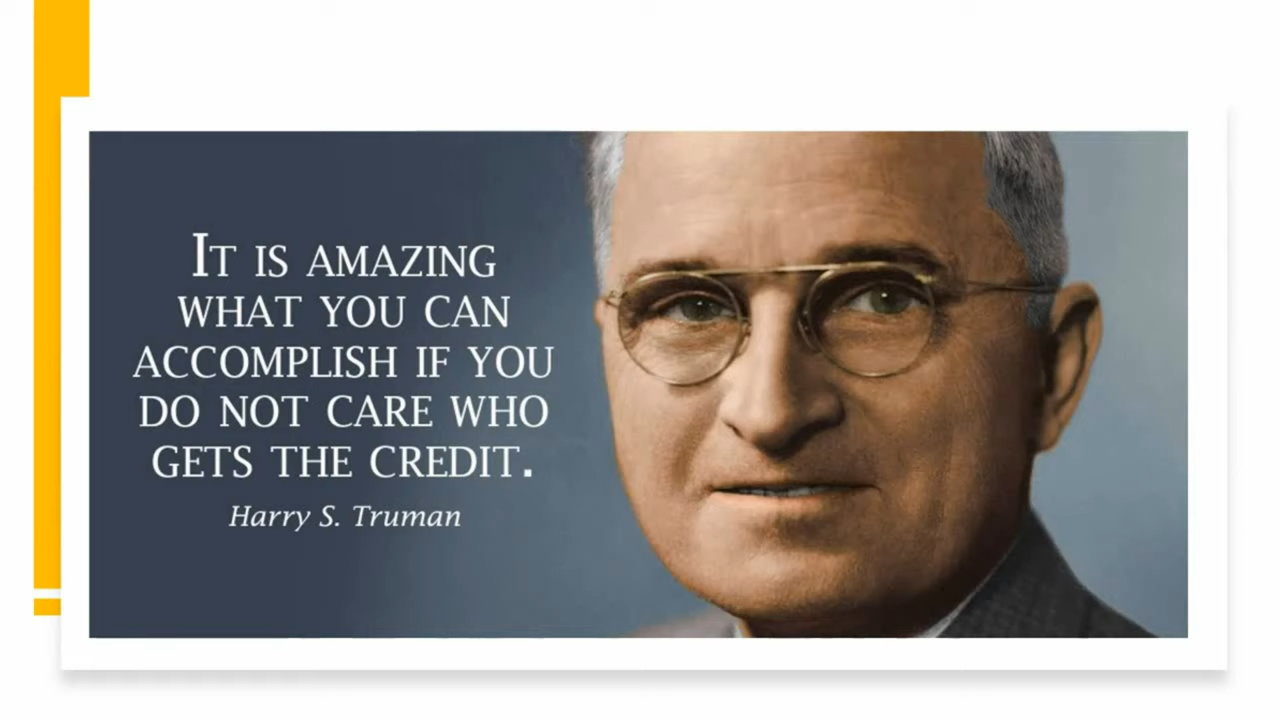 It is amazing
what you can
accomplish if you
do not care who
gets the credit.
Harry S. Truman